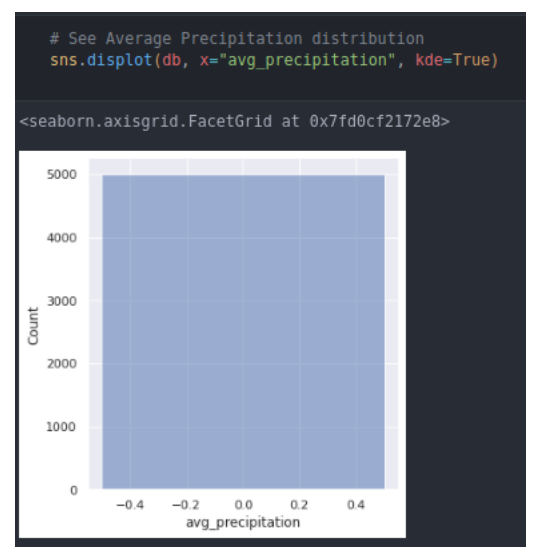 # See Average Precipitation distribution
sns.displot(db, x="avg_precipitation", kde=True)
<seaborn.axisgrid.FacetGrid at 0x7fd0cf2172e8>
5000
4000
3000
2000
1000
0
Count
−0.4 −0.2 0.0 0.2 0.4
avg_precipitation